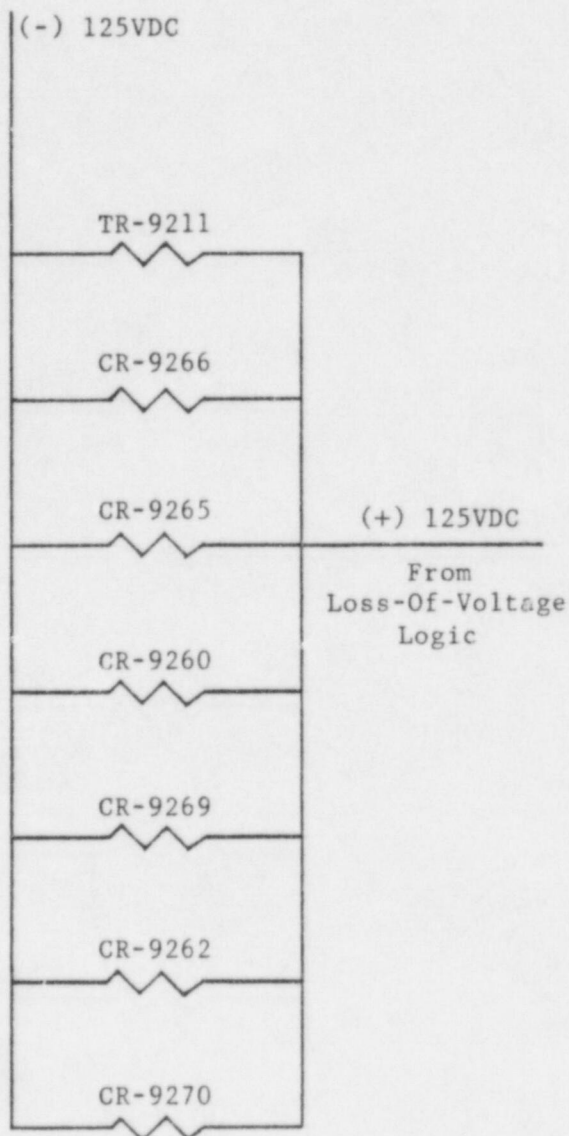 (-) 125VDC
TR-9211
CR-9266
CR-9265
(+) 125VDC
From
Loss-Of-Voltage
Logic
CR-9260
CR-9269
CR-9262
CR-9270